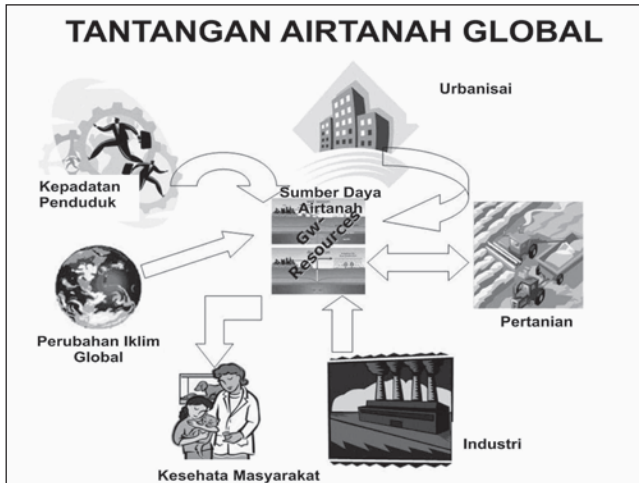 TANTANGAN AIRTANAH GLOBAL
Urbanisai
Kepadatan
Penduduk
Sumber Daya
Airtanah
Gw-
Resources
Pertanian
Perubahan Iklim
Global
Industri
Kesehata Masyarakat